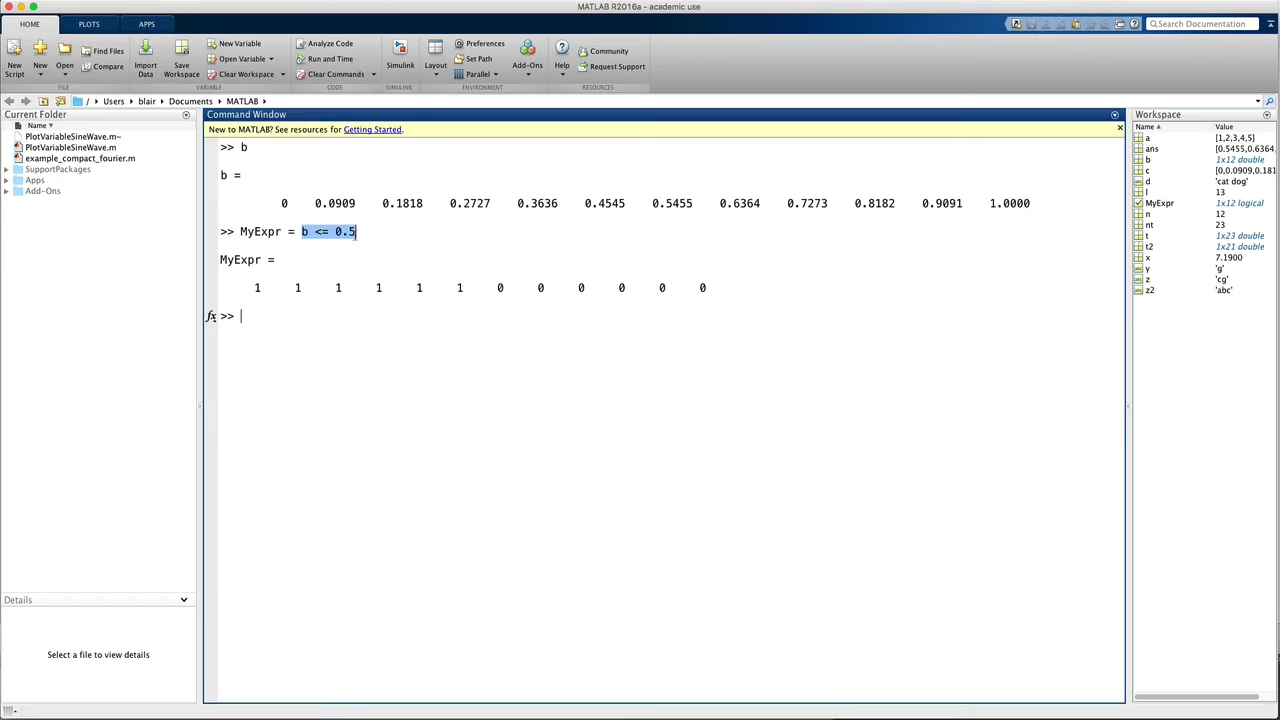 MATLAB R2016a - academic use
HOME PLOTS APPS
Search Documentation
New Script
New
Open
Find Files
Compare
Import Data
Save Workspace
New Variable
Open Variable
Clear Workspace
Analyze Code
Run and Time
Clear Commands
Simulink
Layout
Preferences
Set Path
Parallel
Add-Ons
Help
Community
Request Support
FILE VARIABLE CODE SIMULINK ENVIRONMENT RESOURCES
/ Users blair Documents MATLAB
Current Folder
Name
PlotVariableSineWave.m~
PlotVariableSineWave.m
example_compact_fourier.m
SupportPackages
Apps
Add-Ons
Details
Select a file to view details
Command Window
New to MATLAB? See resources for Getting Started.
>> b
b =
0 0.0909 0.1818 0.2727 0.3636 0.4545 0.5455 0.6364 0.7273 0.8182 0.9091 1.0000
>> MyExpr = b <= 0.5
MyExpr =
1 1 1 1 1 1 0 0 0 0 0 0
fx >>
Workspace
Name Value
a [1,2,3,4,5]
ans [0.5455,0.6364,
b 1x12 double
c [0,0.0909,0.181
d 'cat dog'
l 13
MyExpr 1x12 logical
n 12
nt 23
t 1x23 double
t2 1x21 double
x 7.1900
y 'g'
z 'cg'
z2 'abc'